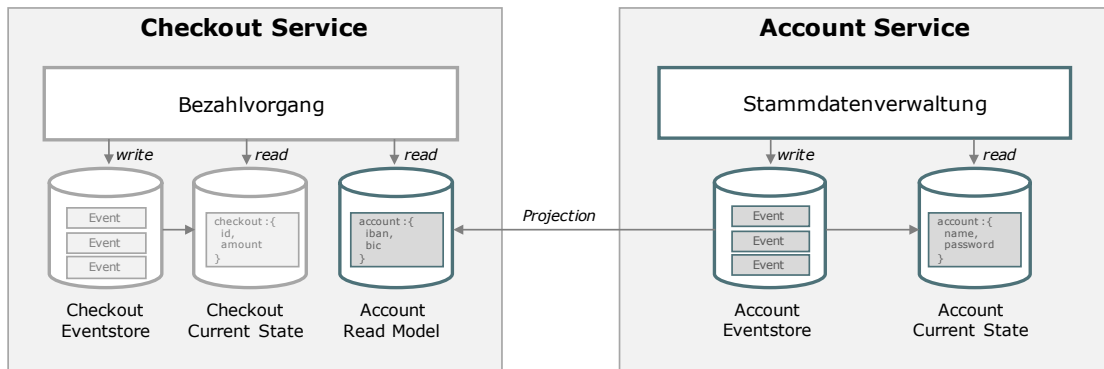 Checkout Service
Bezahlvorgang
write
read
read
Event
Event
Event
checkout:{
id,
amount
}
account:{
iban,
bic
}
Checkout
Eventstore
Checkout
Current State
Account
Read Model
Projection
Account Service
Stammdatenverwaltung
write
read
Event
Event
Event
account:{
name,
password
}
Account
Eventstore
Account
Current State